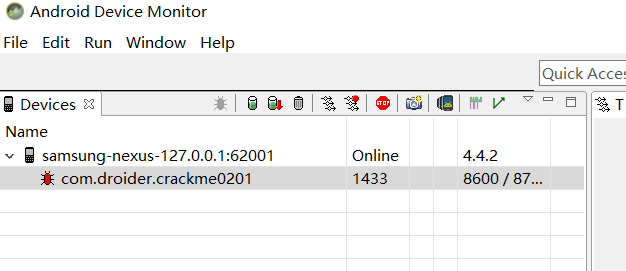 Android Device Monitor
File Edit Run Window Help
Quick Acces
Devices
Name
samsung-nexus-127.0.0.1:62001 Online 4.4.2
com.droider.crackme0201 1433 8600 / 87...
STOP
T